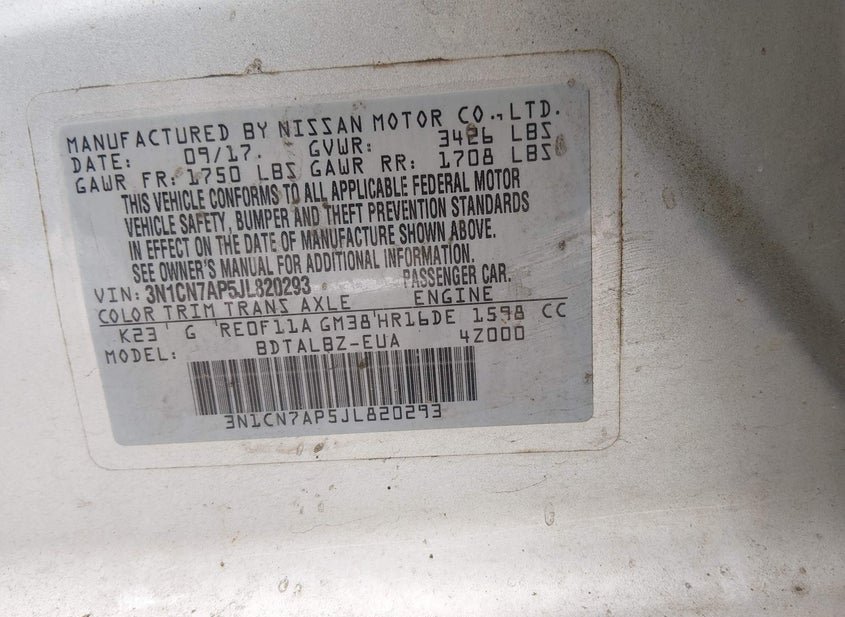 MANUFACTURED BY NISSAN MOTOR CO., LTD.
DATE: 09/17. GVWR: 3426 LBS
GAWR FR: 1750 LBS GAWR RR: 1708 LBS
THIS VEHICLE CONFORMS TO ALL APPLICABLE FEDERAL MOTOR
VEHICLE SAFETY, BUMPER AND THEFT PREVENTION STANDARDS
IN EFFECT ON THE DATE OF MANUFACTURE SHOWN ABOVE.
SEE OWNER'S MANUAL FOR ADDITIONAL INFORMATION.
VIN: 3N1CN7AP5JL820293 PASSENGER CAR.
COLOR TRIM TRANS AXLE ENGINE
K23 G RE0F11A GM38 HR16DE 1598 CC
MODEL: BDTALBZ-EUA 4Z000
3N1CN7AP5JL820293